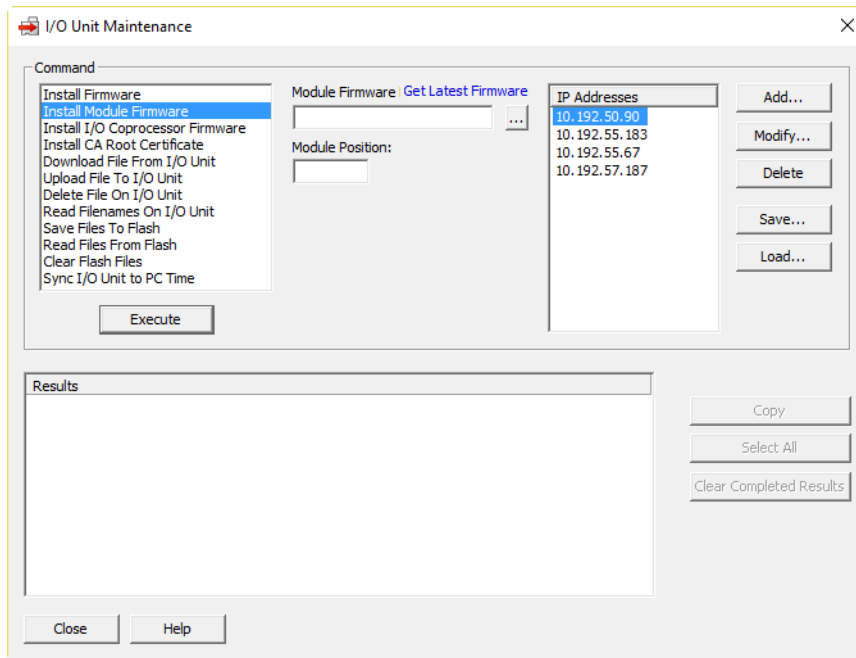 I/O Unit Maintenance
Command
Install Firmware
Install Module Firmware
Install I/O Coprocessor Firmware
Install CA Root Certificate
Download File From I/O Unit
Upload File To I/O Unit
Delete File On I/O Unit
Read Filenames On I/O Unit
Save Files To Flash
Read Files From Flash
Clear Flash Files
Sync I/O Unit to PC Time
Execute
Module Firmware Get Latest Firmware
...
Module Position:
IP Addresses
10.192.50.90
10.192.55.183
10.192.55.67
10.192.57.187
Add...
Modify...
Delete
Save...
Load...
Results
Copy
Select All
Clear Completed Results
Close
Help